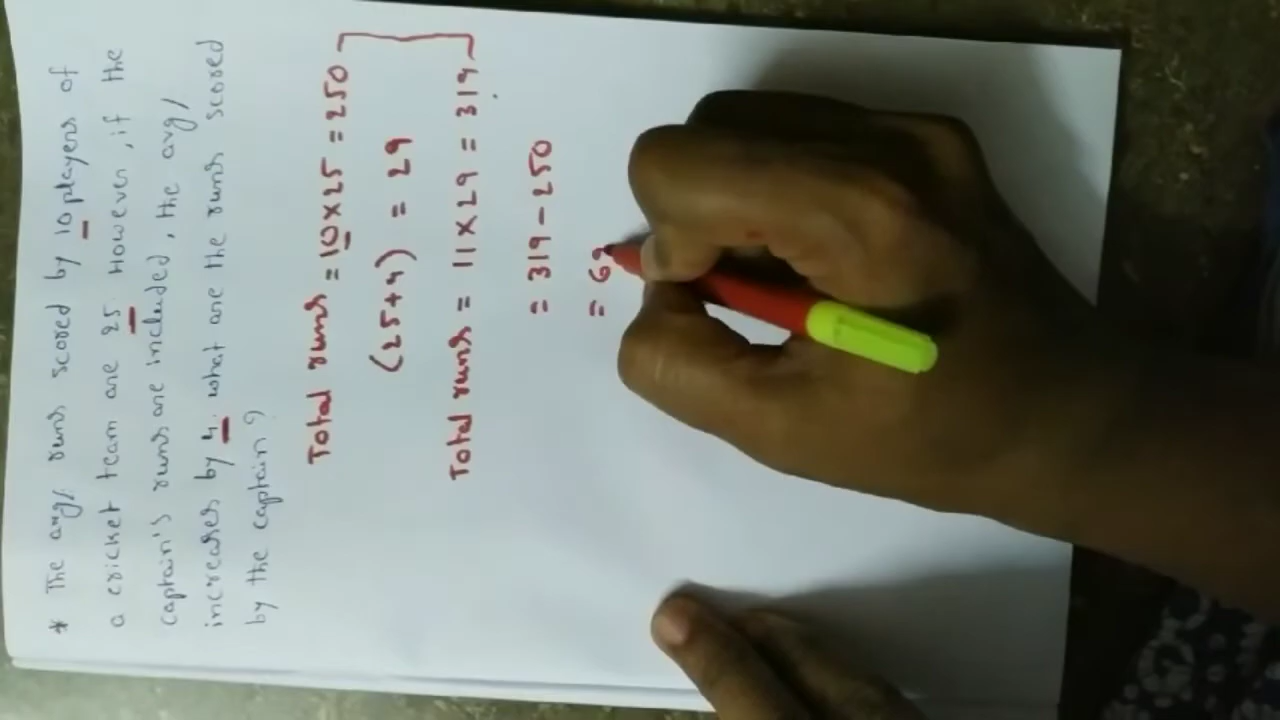 * The avg/. runs scored by 10 players of
a cricket team are 25 However, if the
captain's runs are included, the avg/
increases by 4. what are the runs scored
by the captain?
Total runs = 10×25 = 250
(25+4) = 29
Total runs = 11×29 = 319
= 319-250
= 69